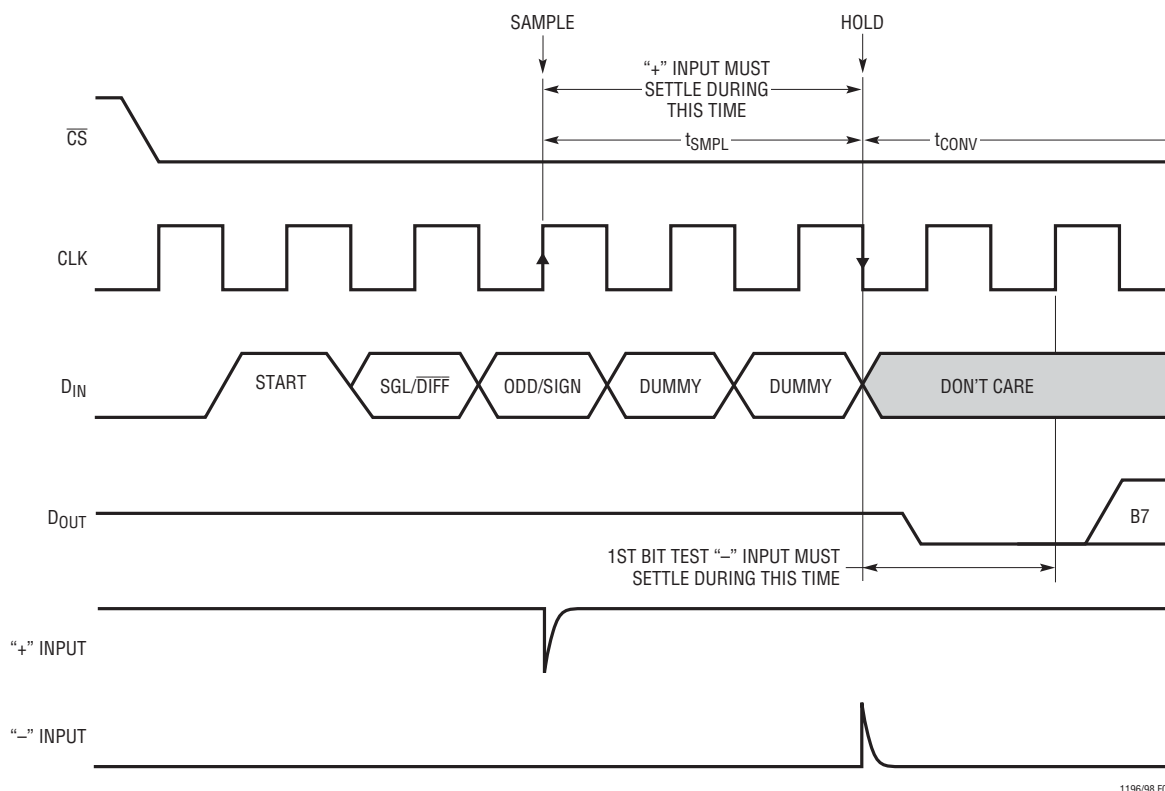 SAMPLE
HOLD
“+” INPUT MUST
SETTLE DURING
THIS TIME
CS
tSMPL
tCONV
CLK
DIN
START
SGL/DIFF
ODD/SIGN
DUMMY
DUMMY
DON'T CARE
DOUT
B7
1ST BIT TEST “–” INPUT MUST
SETTLE DURING THIS TIME
“+” INPUT
“–” INPUT